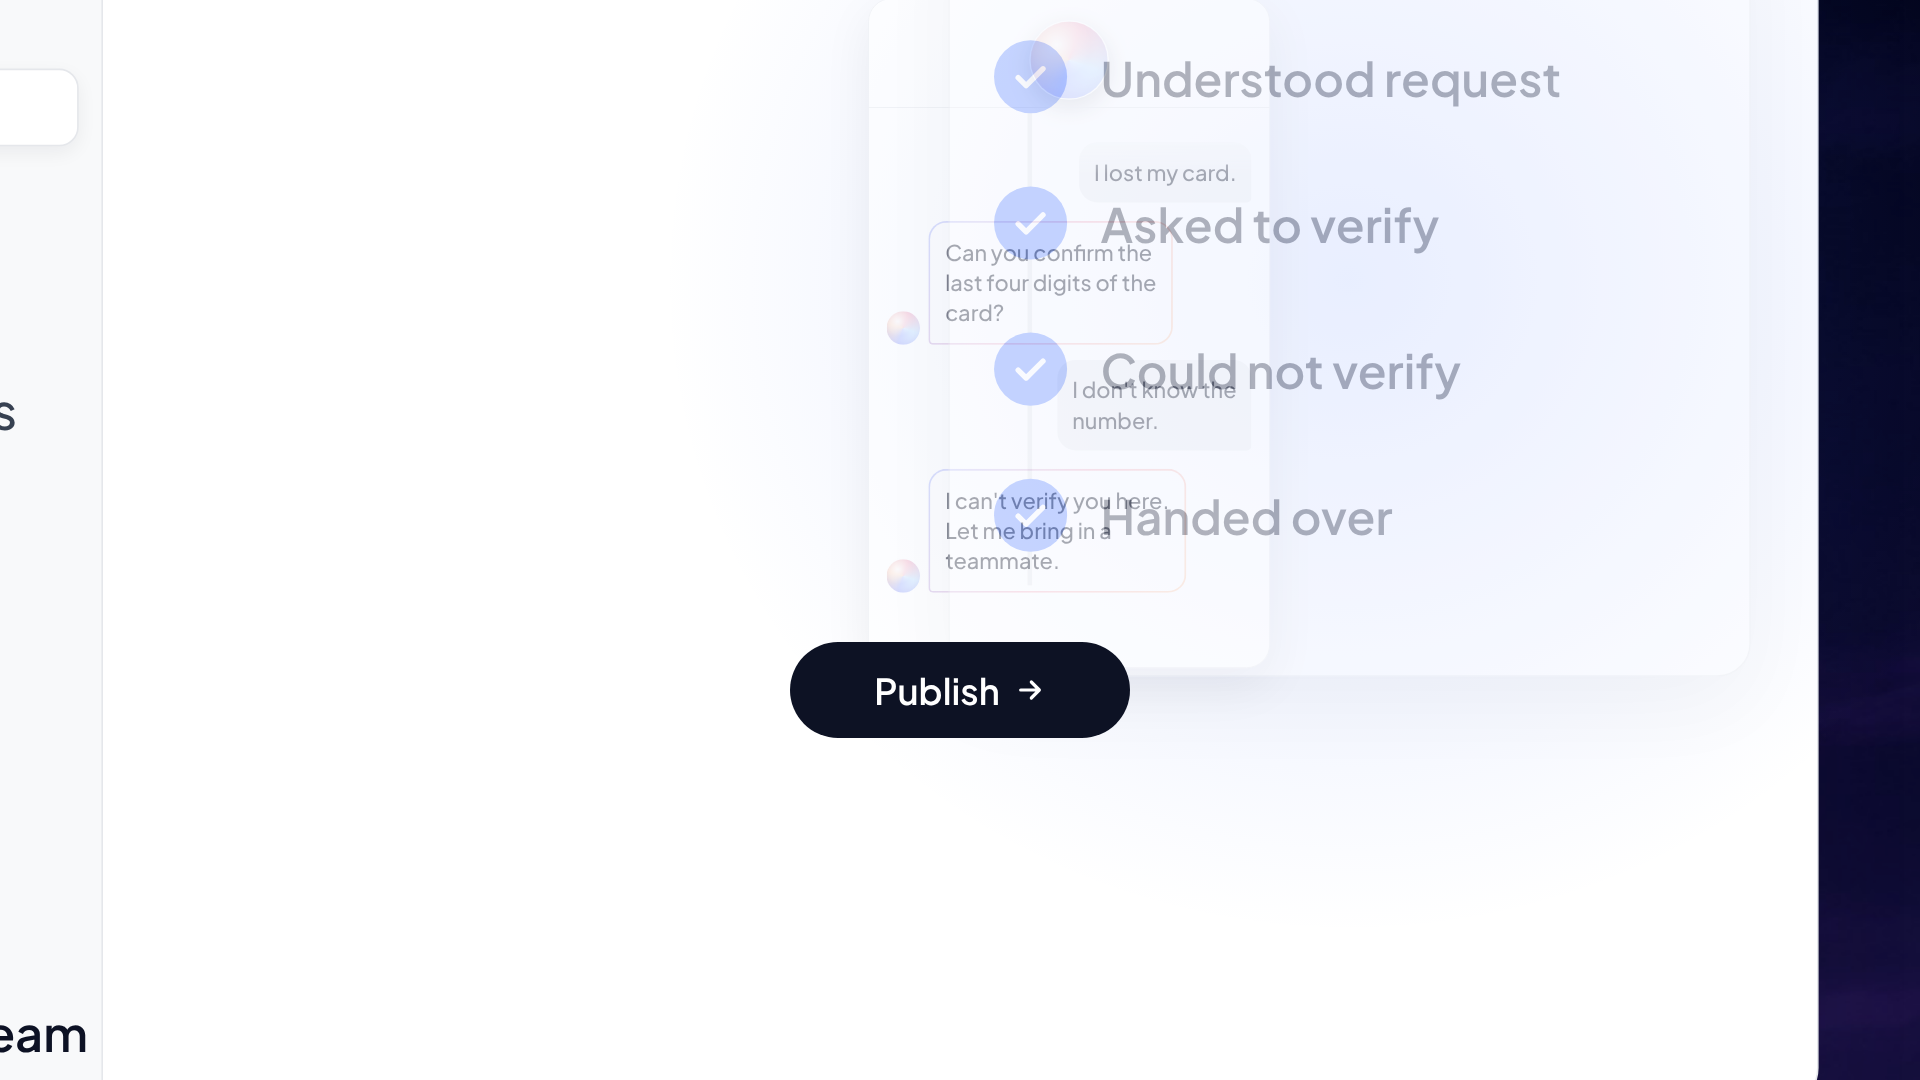 Understood request
I lost my card.
Asked to verify
Can you confirm the
last four digits of the
card?
Could not verify
I don't know the
number.
I can't verify you here.
Let me bring in a
teammate.
Handed over
Publish
s
eam